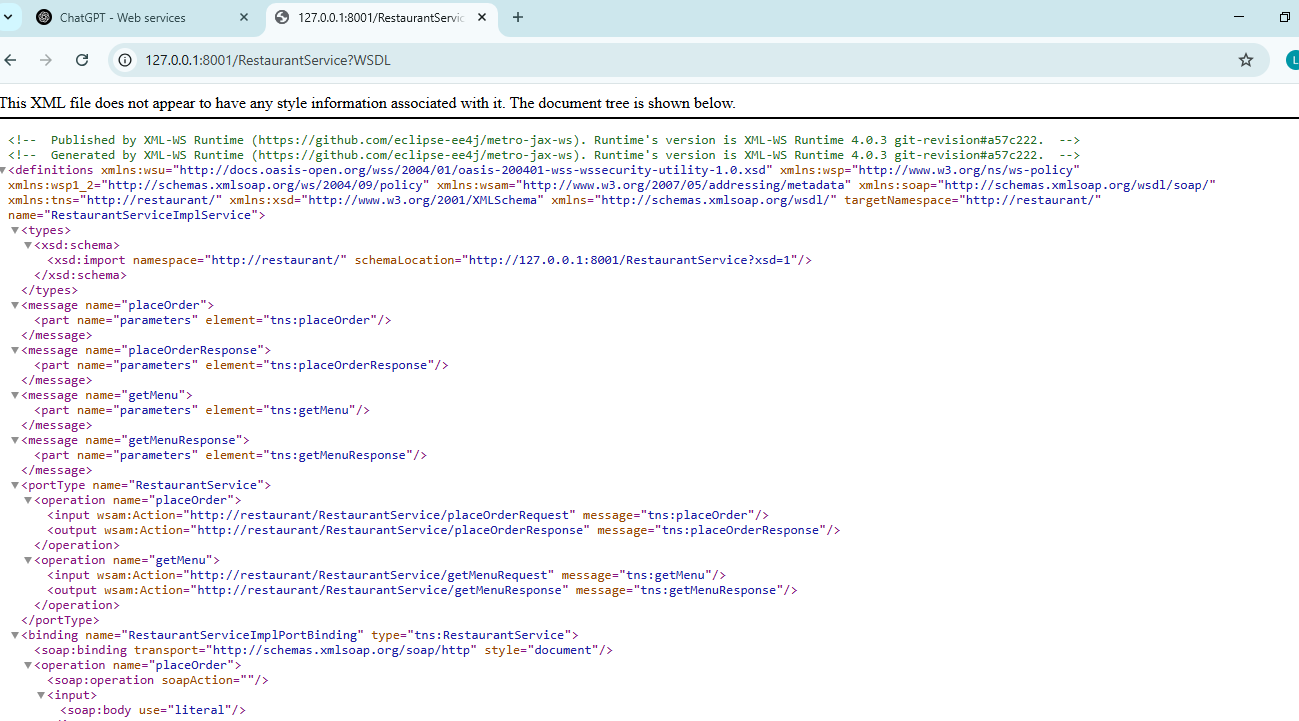 ChatGPT - Web services
127.0.0.1:8001/RestaurantServic
127.0.0.1:8001/RestaurantService?WSDL
L
This XML file does not appear to have any style information associated with it. The document tree is shown below.
<!-- Published by XML-WS Runtime (https://github.com/eclipse-ee4j/metro-jax-ws). Runtime's version is XML-WS Runtime 4.0.3 git-revision#a57c222. -->
<!-- Generated by XML-WS Runtime (https://github.com/eclipse-ee4j/metro-jax-ws). Runtime's version is XML-WS Runtime 4.0.3 git-revision#a57c222. -->
<definitions xmlns:wsu="http://docs.oasis-open.org/wss/2004/01/oasis-200401-wss-wssecurity-utility-1.0.xsd" xmlns:wsp="http://www.w3.org/ns/ws-policy"
xmlns:wsp1_2="http://schemas.xmlsoap.org/ws/2004/09/policy" xmlns:wsam="http://www.w3.org/2007/05/addressing/metadata" xmlns:soap="http://schemas.xmlsoap.org/wsdl/soap/"
xmlns:tns="http://restaurant/" xmlns:xsd="http://www.w3.org/2001/XMLSchema" xmlns="http://schemas.xmlsoap.org/wsdl/" targetNamespace="http://restaurant/"
name="RestaurantServiceImplService">
<types>
<xsd:schema>
<xsd:import namespace="http://restaurant/" schemaLocation="http://127.0.0.1:8001/RestaurantService?xsd=1"/>
</xsd:schema>
</types>
<message name="placeOrder">
<part name="parameters" element="tns:placeOrder"/>
</message>
<message name="placeOrderResponse">
<part name="parameters" element="tns:placeOrderResponse"/>
</message>
<message name="getMenu">
<part name="parameters" element="tns:getMenu"/>
</message>
<message name="getMenuResponse">
<part name="parameters" element="tns:getMenuResponse"/>
</message>
<portType name="RestaurantService">
<operation name="placeOrder">
<input wsam:Action="http://restaurant/RestaurantService/placeOrderRequest" message="tns:placeOrder"/>
<output wsam:Action="http://restaurant/RestaurantService/placeOrderResponse" message="tns:placeOrderResponse"/>
</operation>
<operation name="getMenu">
<input wsam:Action="http://restaurant/RestaurantService/getMenuRequest" message="tns:getMenu"/>
<output wsam:Action="http://restaurant/RestaurantService/getMenuResponse" message="tns:getMenuResponse"/>
</operation>
</portType>
<binding name="RestaurantServiceImplPortBinding" type="tns:RestaurantService">
<soap:binding transport="http://schemas.xmlsoap.org/soap/http" style="document"/>
<operation name="placeOrder">
<soap:operation soapAction=""/>
<input>
<soap:body use="literal"/>